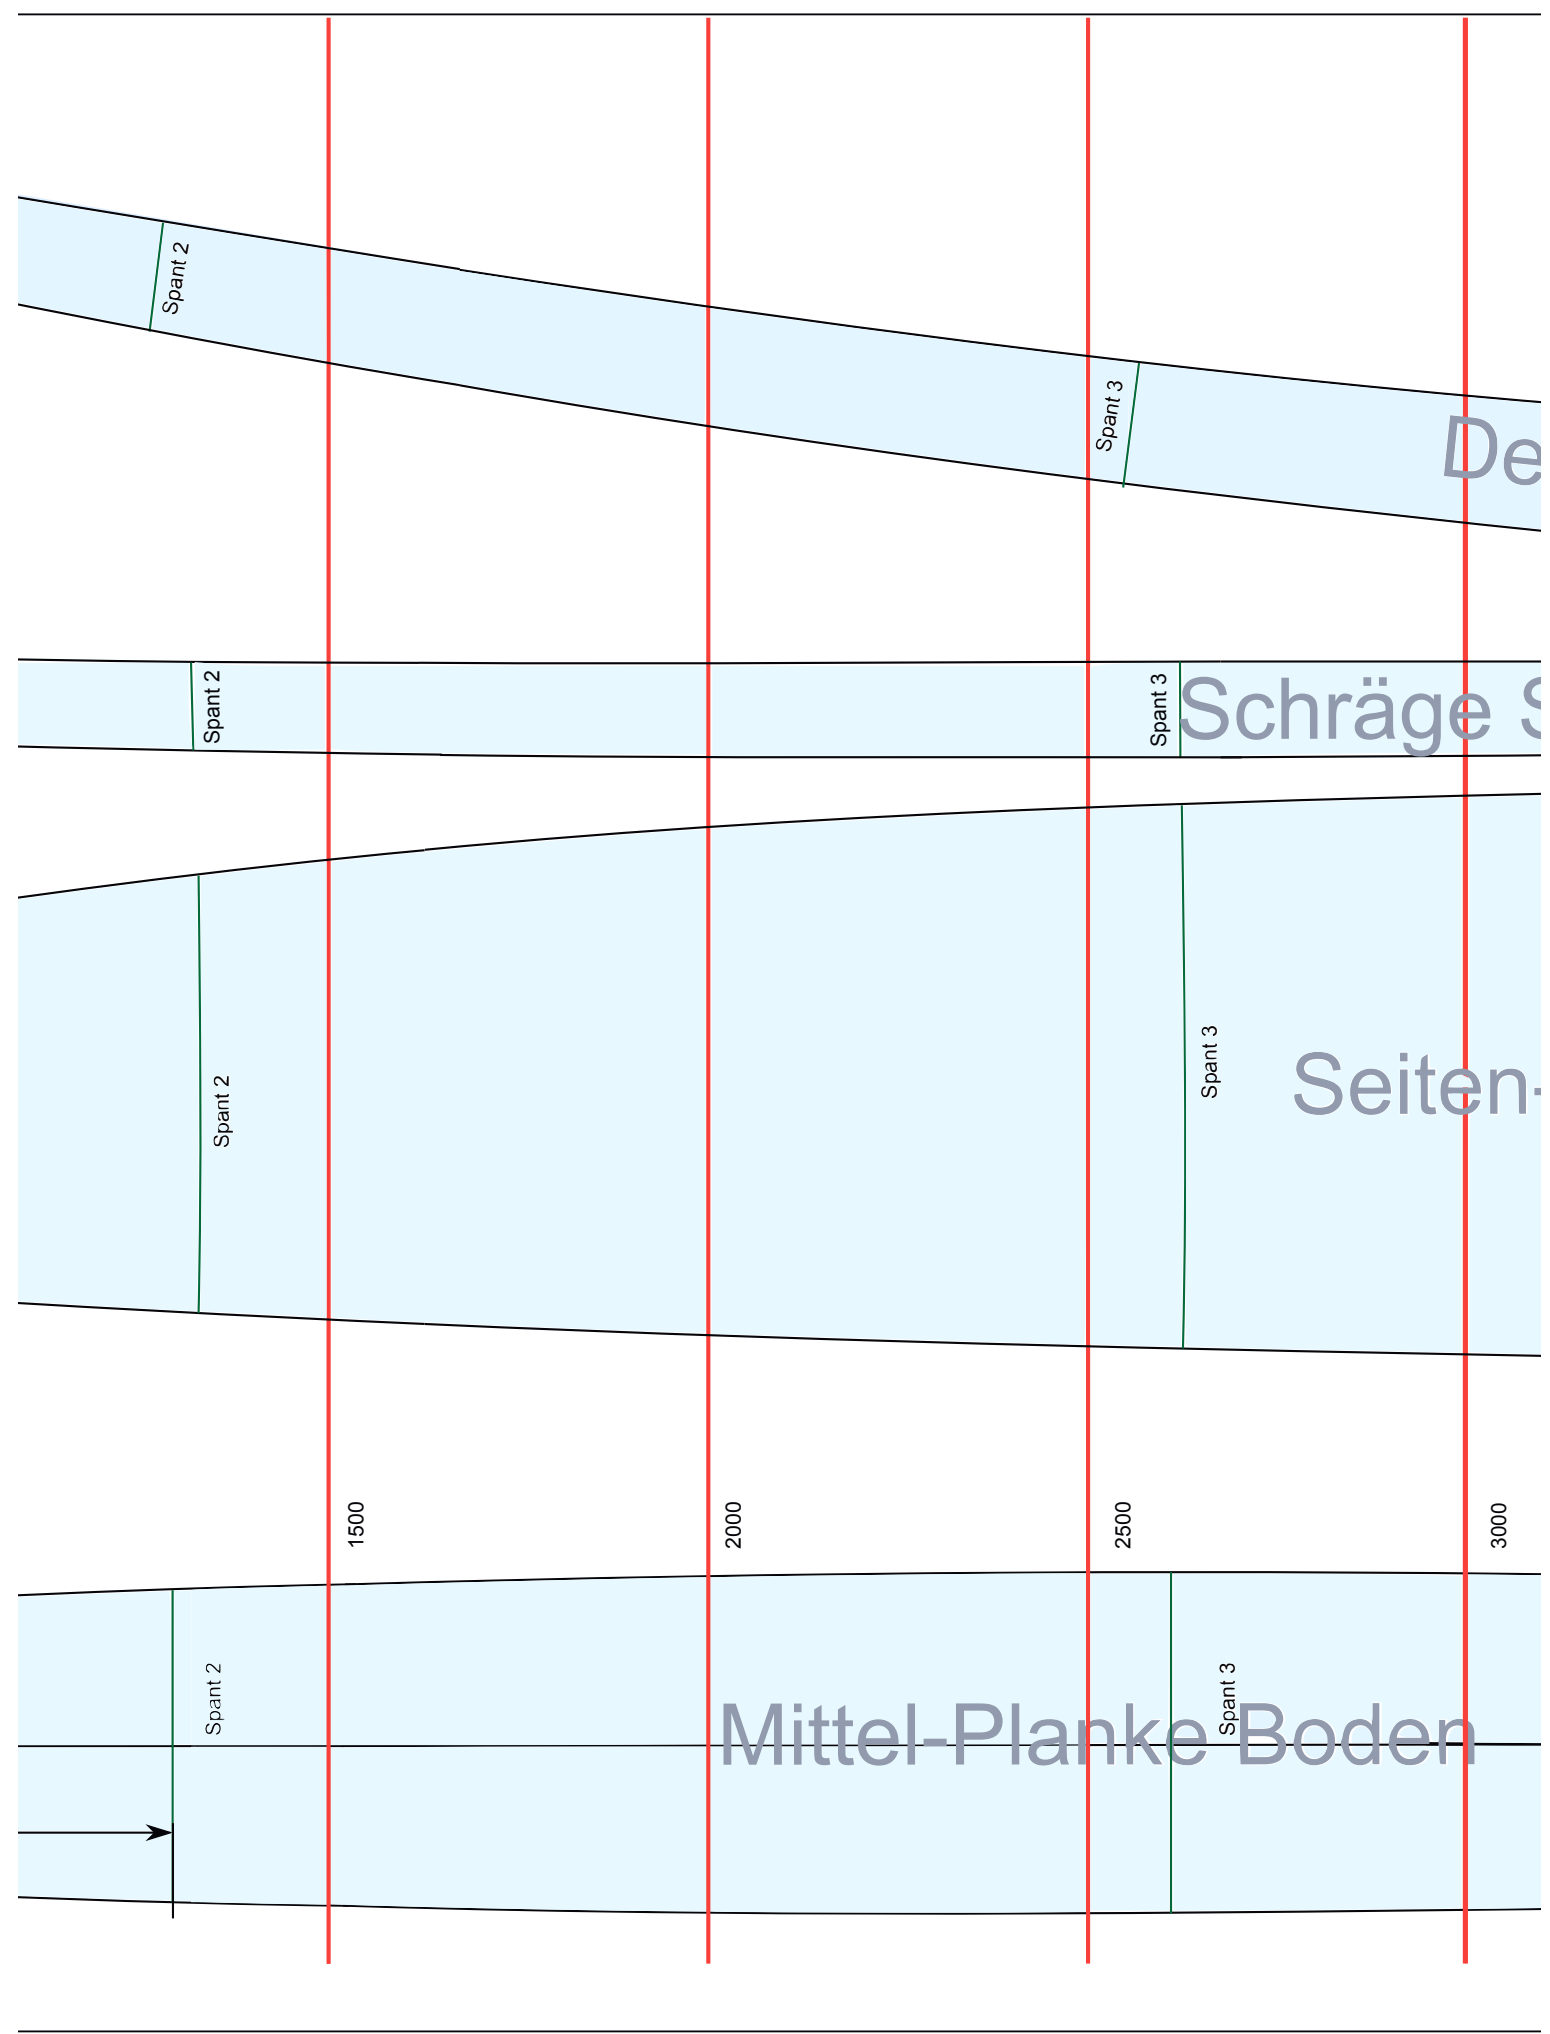 Spant 2
Spant 3
De
Spant 2
Spant 3
Schräge S
Spant 2
Spant 3
Seiten-
1500
2000
2500
3000
Spant 2
Spant 3
Mittel-Planke Boden